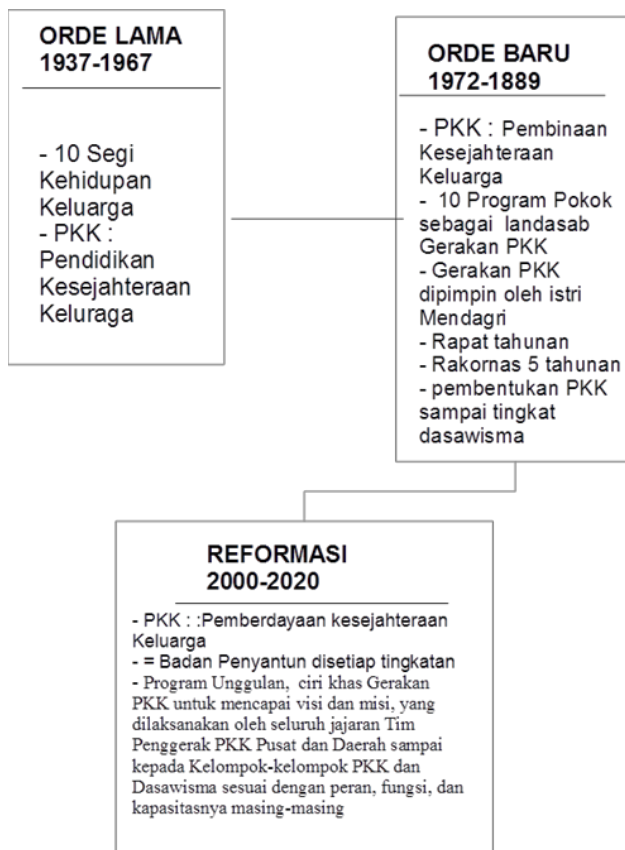 ORDE LAMA
1937-1967
- 10 Segi
Kehidupan
Keluarga
- PKK :
Pendidikan
Kesejahteraan
Keluraga
ORDE BARU
1972-1889
- PKK : Pembinaan
Kesejahteraan
Keluarga
- 10 Program Pokok
sebagai landasab
Gerakan PKK
- Gerakan PKK
dipimpin oleh istri
Mendagri
- Rapat tahunan
- Rakornas 5 tahunan
- pembentukan PKK
sampai tingkat
dasawisma
REFORMASI
2000-2020
- PKK : :Pemberdayaan kesejahteraan
Keluarga
- = Badan Penyantun disetiap tingkatan
- Program Unggulan, ciri khas Gerakan
PKK untuk mencapai visi dan misi, yang
dilaksanakan oleh seluruh jajaran Tim
Penggerak PKK Pusat dan Daerah sampai
kepada Kelompok-kelompok PKK dan
Dasawisma sesuai dengan peran, fungsi, dan
kapasitasnya masing-masing